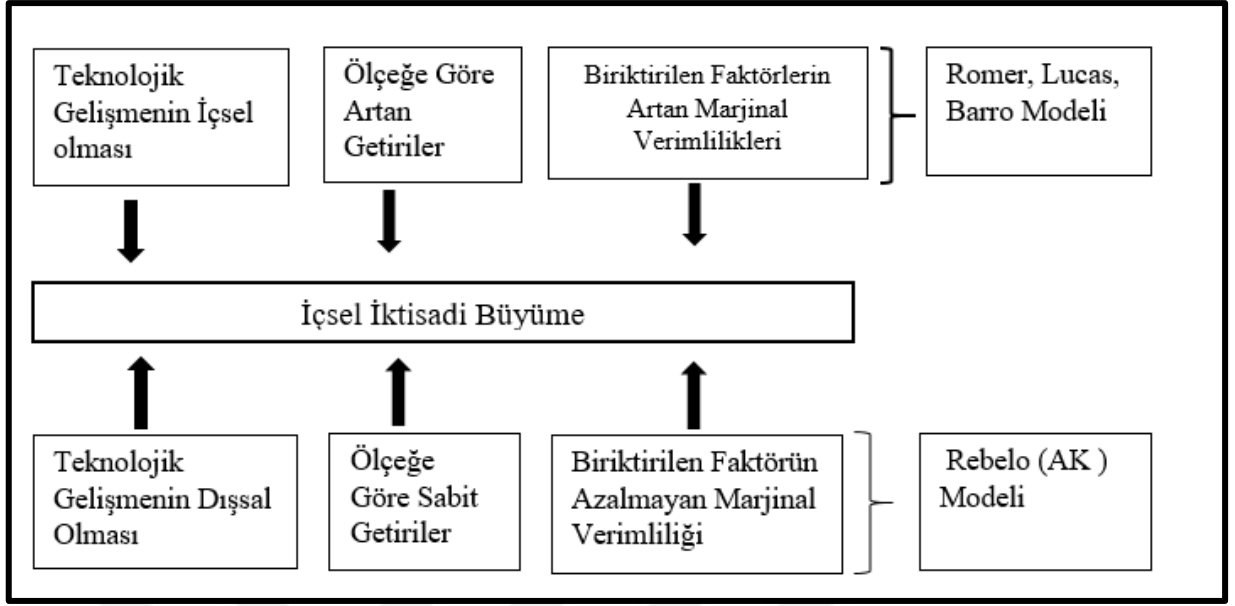 Teknolojik
Gelişmenin İçsel
olması
Ölçeğe Göre
Artan
Getiriler
Biriktirilen Faktörlerin
Artan Marjinal
Verimlilikleri
Romer, Lucas,
Barro Modeli
İçsel İktisadi Büyüme
Teknolojik
Gelişmenin Dışsal
Olması
Ölçeğe
Göre Sabit
Getiriler
Biriktirilen Faktörün
Azalmayan Marjinal
Verimliliği
Rebelo (AK )
Modeli